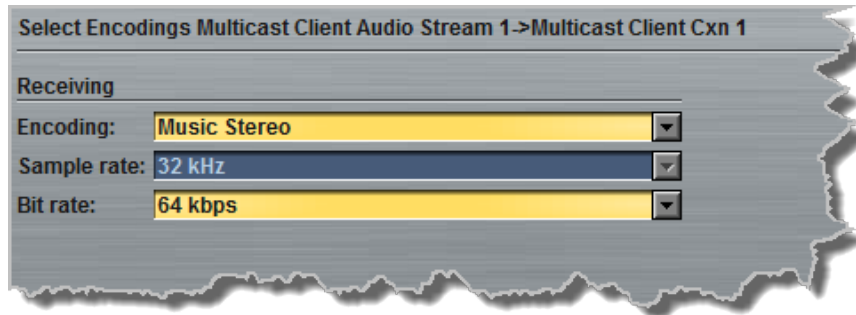 Select Encodings Multicast Client Audio Stream 1->Multicast Client Cxn 1
Receiving
Encoding: Music Stereo
Sample rate: 32 kHz
Bit rate: 64 kbps